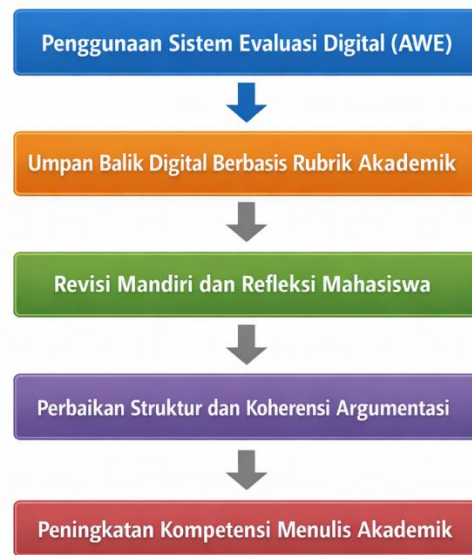 Penggunaan Sistem Evaluasi Digital (AWE)
Umpan Balik Digital Berbasis Rubrik Akademik
Revisi Mandiri dan Refleksi Mahasiswa
Perbaikan Struktur dan Koherensi Argumentasi
Peningkatan Kompetensi Menulis Akademik